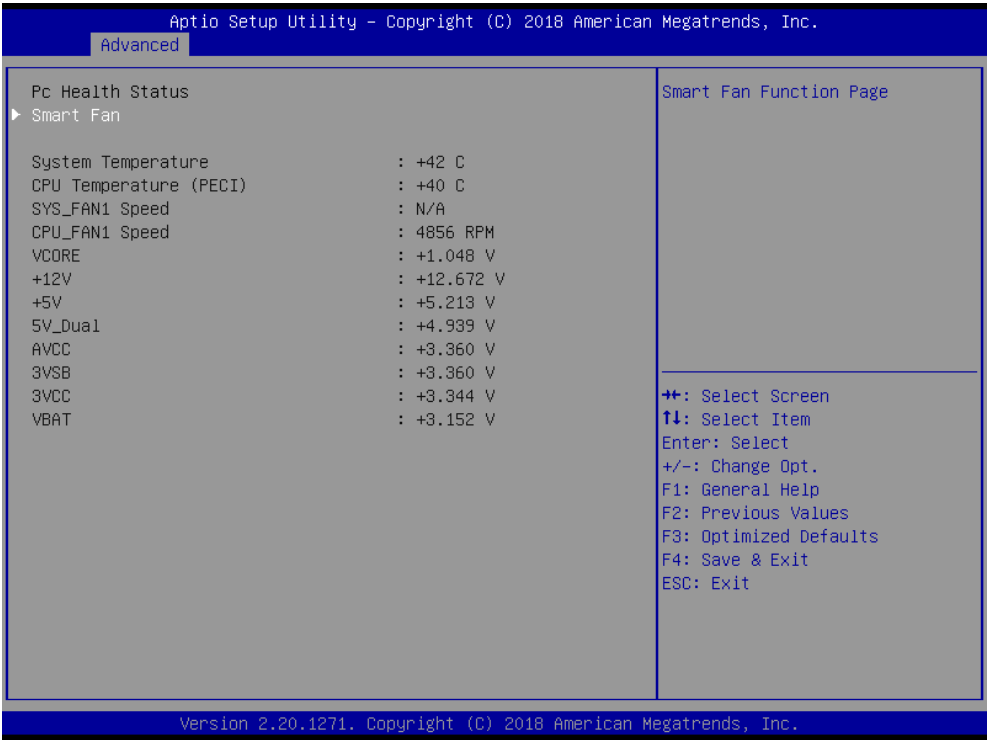 Aptio Setup Utility – Copyright (C) 2018 American Megatrends, Inc.
Advanced
Pc Health Status
▶ Smart Fan
System Temperature : +42 C
CPU Temperature (PECI) : +40 C
SYS_FAN1 Speed : N/A
CPU_FAN1 Speed : 4856 RPM
VCORE : +1.048 V
+12V : +12.672 V
+5V : +5.213 V
5V_Dual : +4.939 V
AVCC : +3.360 V
3VSB : +3.360 V
3VCC : +3.344 V
VBAT : +3.152 V
Smart Fan Function Page
→←: Select Screen
↑↓: Select Item
Enter: Select
+/-: Change Opt.
F1: General Help
F2: Previous Values
F3: Optimized Defaults
F4: Save & Exit
ESC: Exit
Version 2.20.1271. Copyright (C) 2018 American Megatrends, Inc.